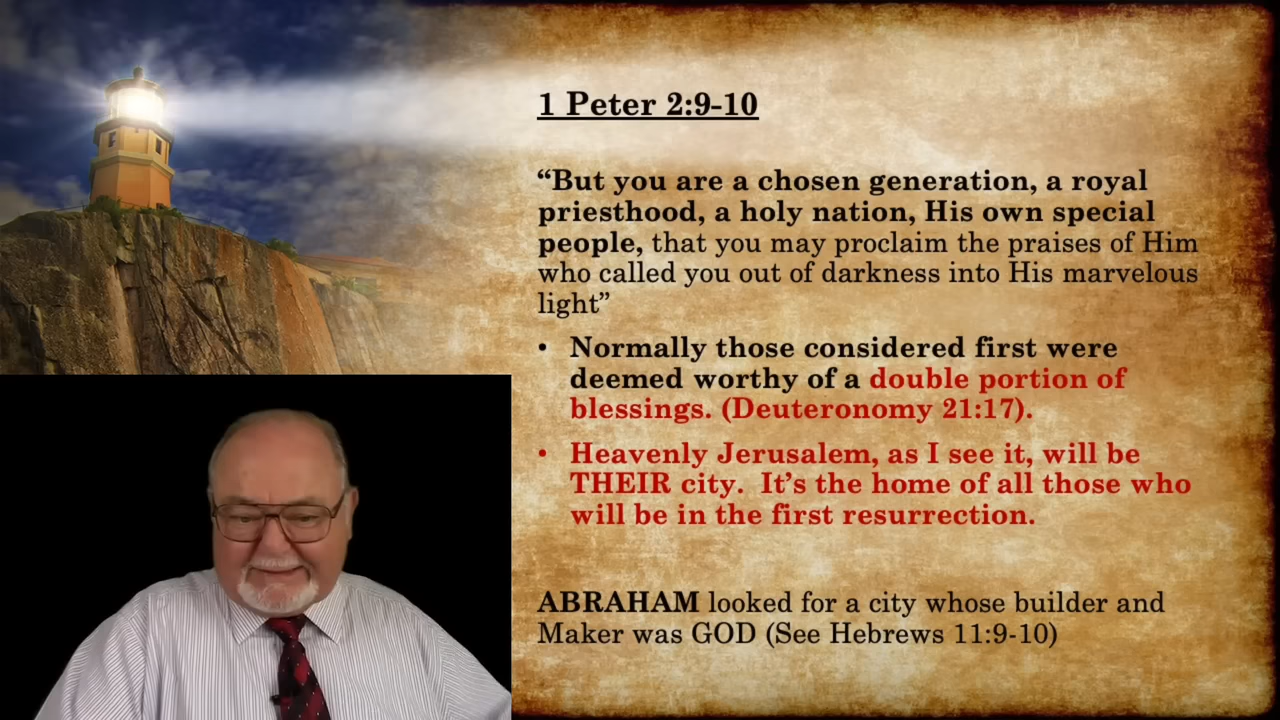 1 Peter 2:9-10
“But you are a chosen generation, a royal
priesthood, a holy nation, His own special
people, that you may proclaim the praises of Him
who called you out of darkness into His marvelous
light”
• Normally those considered first were
deemed worthy of a double portion of
blessings. (Deuteronomy 21:17).
• Heavenly Jerusalem, as I see it, will be
THEIR city.  It’s the home of all those who
will be in the first resurrection.
ABRAHAM looked for a city whose builder and
Maker was GOD (See Hebrews 11:9-10)